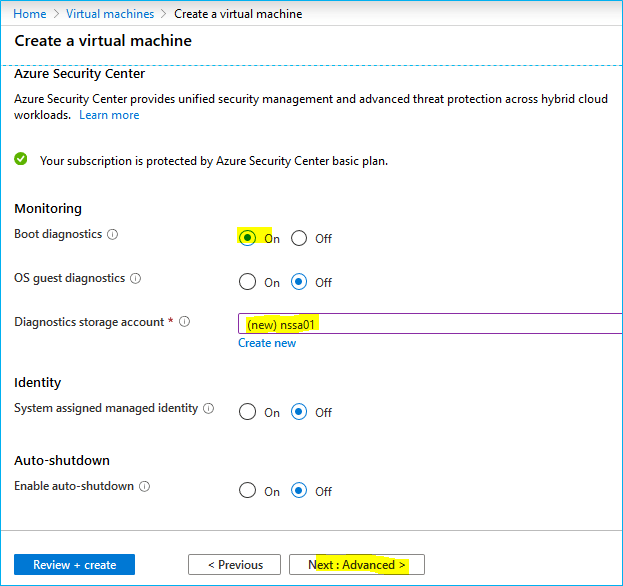 Home > Virtual machines > Create a virtual machine
Create a virtual machine
Azure Security Center
Azure Security Center provides unified security management and advanced threat protection across hybrid cloud
workloads. Learn more
Your subscription is protected by Azure Security Center basic plan.
Monitoring
Boot diagnostics On Off
OS guest diagnostics On Off
Diagnostics storage account * (new) nssa01
Create new
Identity
System assigned managed identity On Off
Auto-shutdown
Enable auto-shutdown On Off
Review + create < Previous Next : Advanced >